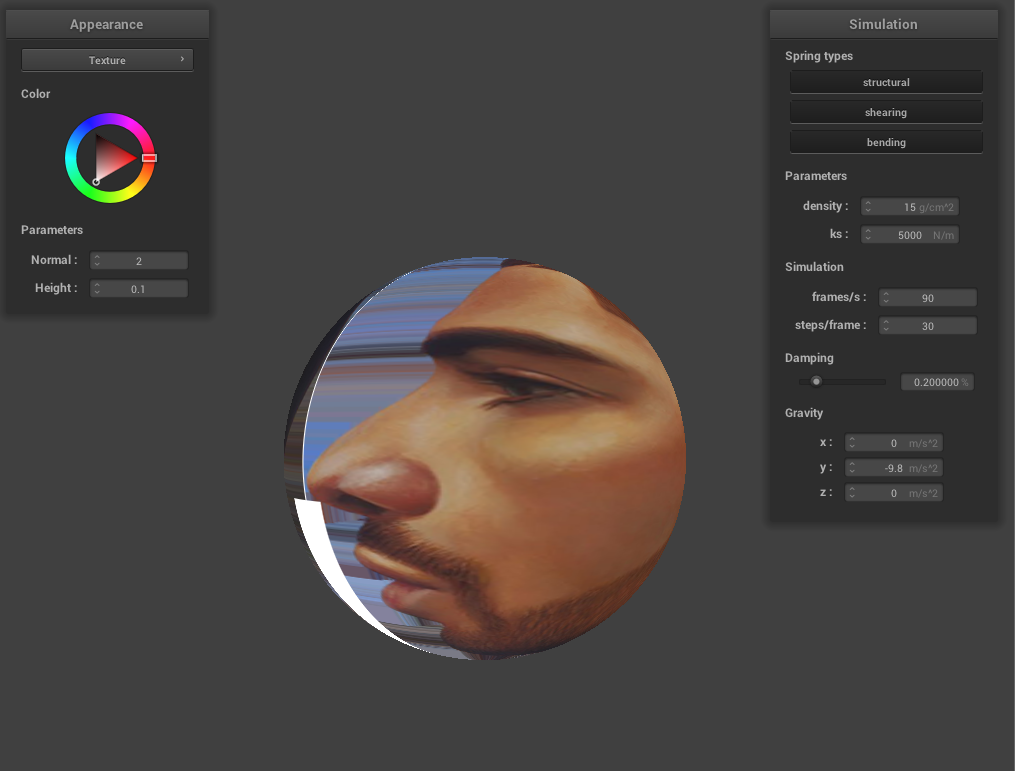 Appearance
Texture
Color
Parameters
Normal : 2
Height : 0.1
Simulation
Spring types
structural
shearing
bending
Parameters
density : 15 g/cm^2
ks : 5000 N/m
Simulation
frames/s : 90
steps/frame : 30
Damping
0.200000 %
Gravity
x : 0 m/s^2
y : -9.8 m/s^2
z : 0 m/s^2